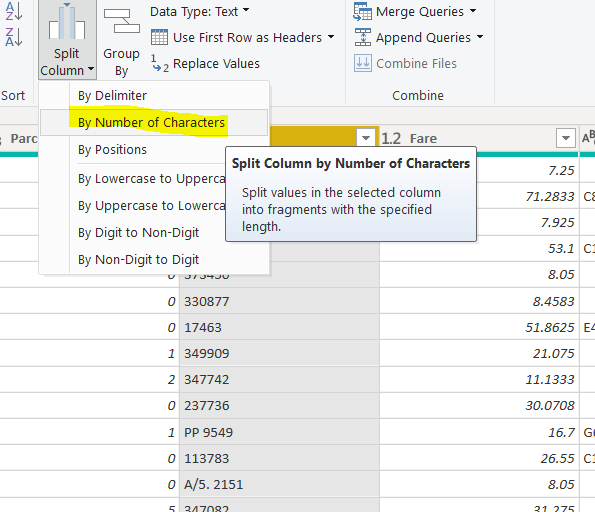 Data Type: Text
Merge Queries
Split
Column
Group
By
Use First Row as Headers
Append Queries
1
2
Replace Values
Combine Files
Sort
Combine
By Delimiter
By Number of Characters
By Positions
By Lowercase to Upperca
By Uppercase to Lowerca
By Digit to Non-Digit
By Non-Digit to Digit
Split Column by Number of Characters
Split values in the selected column
into fragments with the specified
length.
Parc
1.2 Fare
7.25
71.2833 C8
7.925
53.1 C1
8.05
0 330877 8.4583
0 17463 51.8625 E4
1 349909 21.075
2 347742 11.1333
0 237736 30.0708
1 PP 9549 16.7 G6
0 113783 26.55 C1
0 A/5. 2151 8.05
5 347082 31.275